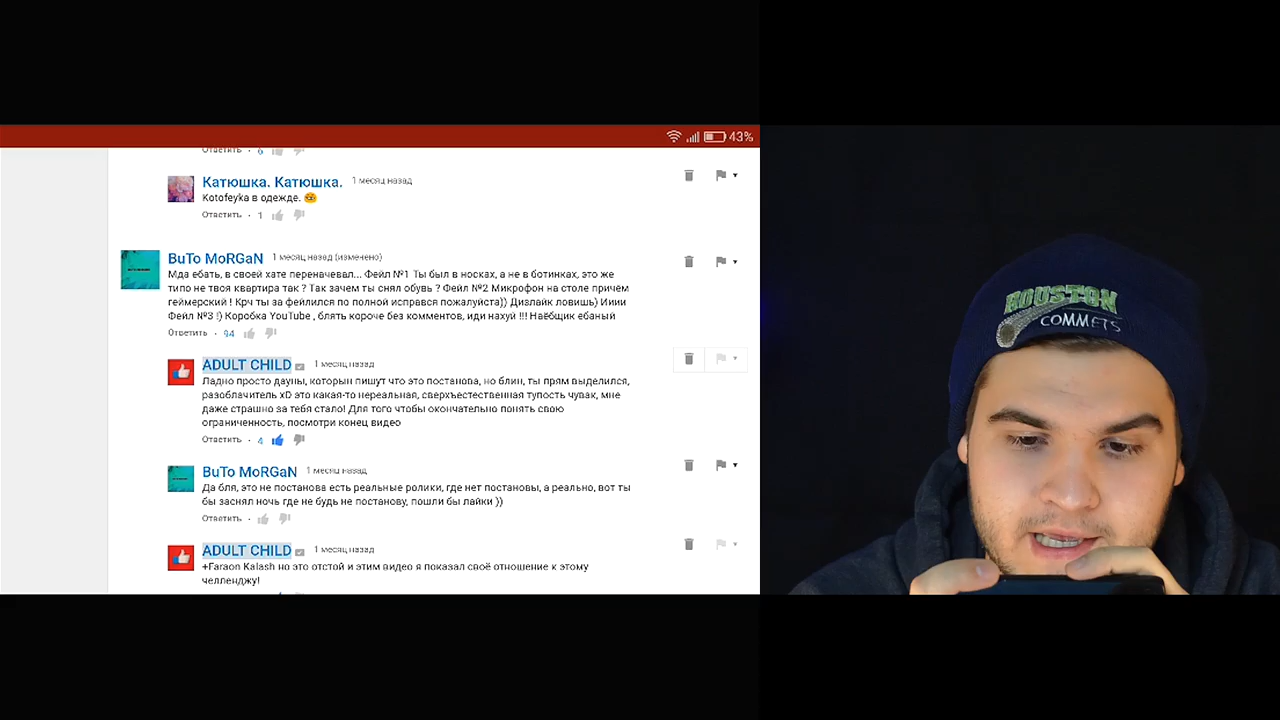 43%
Ответить · 6
Катюшка. Катюшка. 1 месяц назад
Kotofeyka в одежде.
Ответить · 1
BuTo MoRGaN 1 месяц назад (изменено)
Мда ебать, в своей хате переначевал... Фейл №1 Ты был в носках, а не в ботинках, это же
типо не твоя квартира так ? Так зачем ты снял обувь ? Фейл №2 Микрофон на столе причем
геймерский ! Крч ты за фейлился по полной исправся пожалуйста)) Дизлайк ловишь) Ииии
Фейл №3 !) Коробка YouTube , блять короче без комментов, иди нахуй !!! Наёбщик ебаный
Ответить · 94
ADULT CHILD 1 месяц назад
Ладно просто дауны, которын пишут что это постанова, но блин, ты прям выделился,
разоблачитель xD это какая-то нереальная, сверхъестественная тупость чувак, мне
даже страшно за тебя стало! Для того чтобы окончательно понять свою
ограниченность, посмотри конец видео
Ответить · 4
BuTo MoRGaN 1 месяц назад
Да бля, это не постанова есть реальные ролики, где нет постановы, а реально, вот ты
бы заснял ночь где не будь не постанову, пошли бы лайки ))
Ответить
ADULT CHILD 1 месяц назад
+Faraon Kalash но это отстой и этим видео я показал своё отношение к этому
челленджу!
HOUSTON
COMMETS